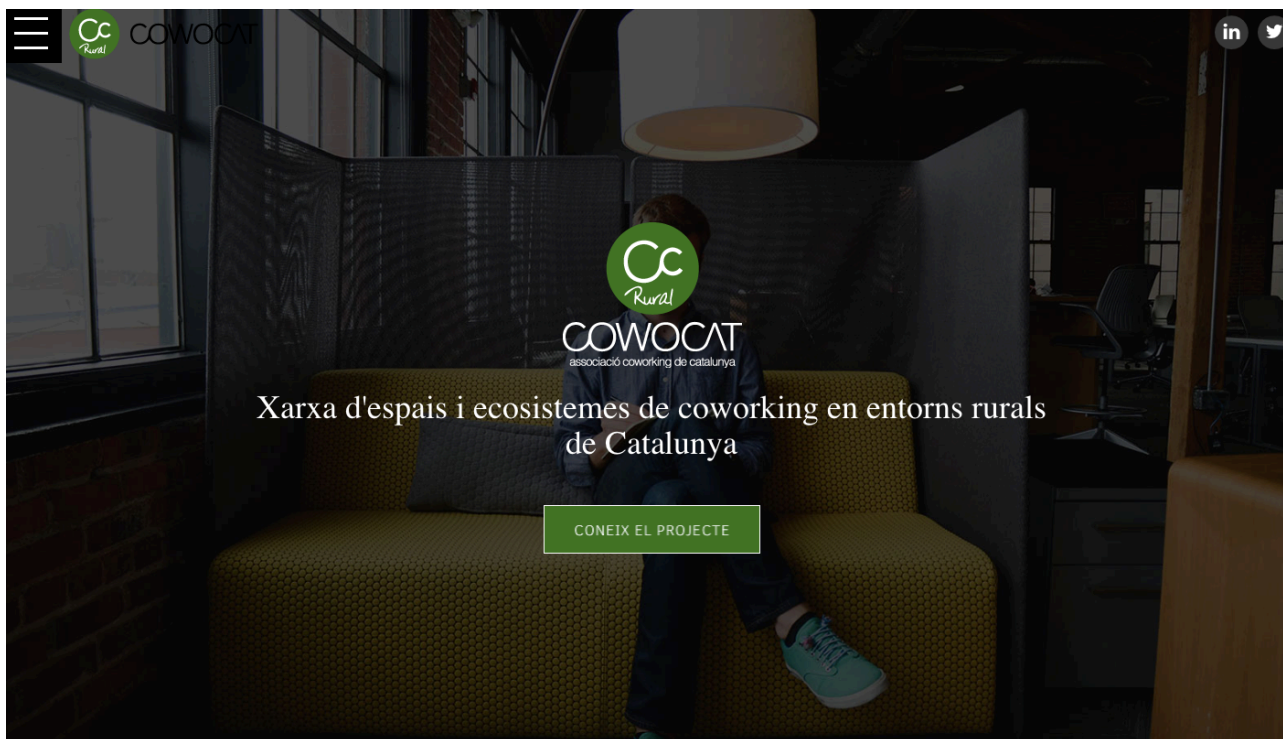 Cc
Rural
COWOCAT
in
Cc
Rural
COWOCAT
associació coworking de catalunya
Xarxa d'espais i ecosistemes de coworking en entorns rurals
de Catalunya
CONEIX EL PROJECTE